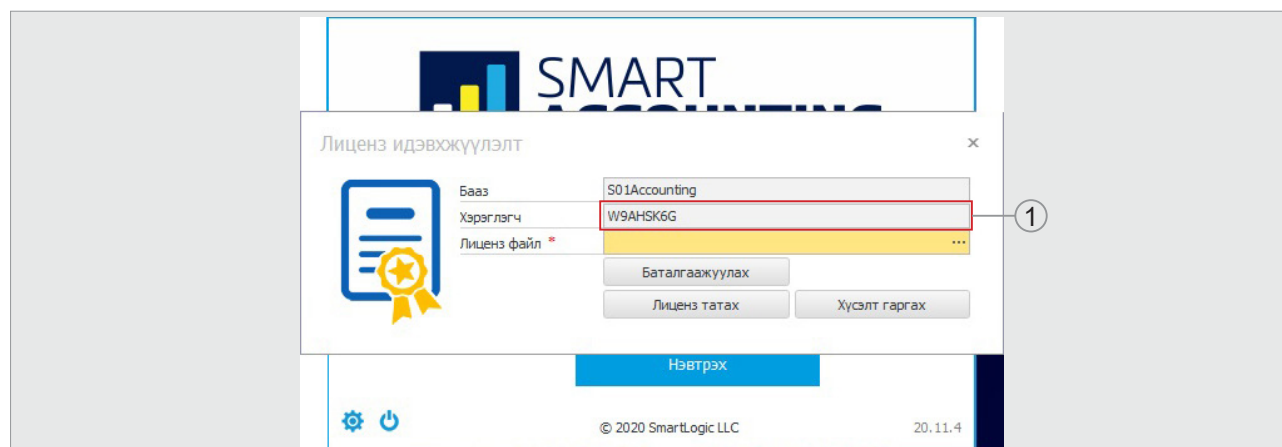 SMART
ACCOUNTING
Лиценз идэвхжүүлэлт
Бааз S01Accounting
Хэрэглэгч W9AHSK6G
1
Лиценз файл * ...
Баталгаажуулах
Лиценз татах Хүсэлт гаргах
Нэвтрэх
© 2020 SmartLogic LLC 20.11.4